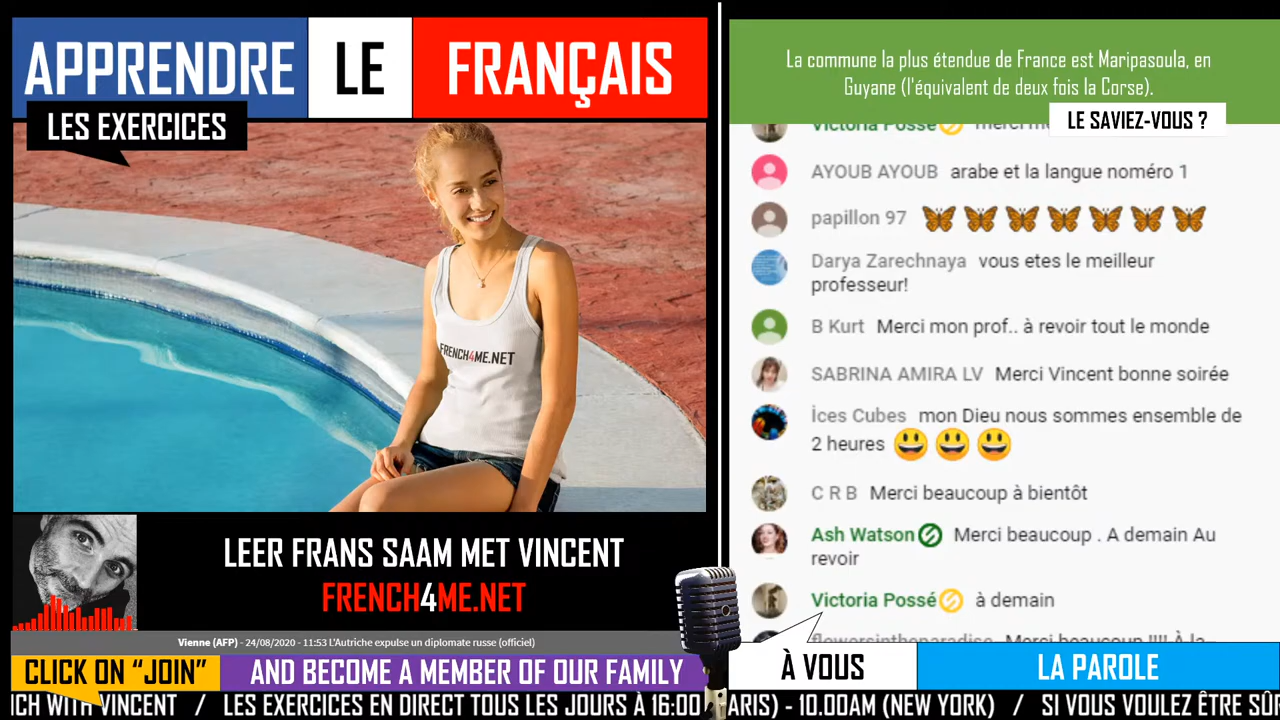 APPRENDRE LE FRANÇAIS
LES EXERCICES
FRENCH4ME.NET
LEER FRANS SAAM MET VINCENT
FRENCH4ME.NET
Vienne (AFP) - 24/08/2020 - 11:53 L'Autriche expulse un diplomate russe (officiel)
CLICK ON “JOIN” AND BECOME A MEMBER OF OUR FAMILY
La commune la plus étendue de France est Maripasoula, en
Guyane (l'équivalent de deux fois la Corse).
LE SAVIEZ-VOUS ?
Victoria Possé merci
AYOUB AYOUB arabe et la langue noméro 1
papillon 97
Darya Zarechnaya vous etes le meilleur
professeur!
B Kurt Merci mon prof.. à revoir tout le monde
SABRINA AMIRA LV Merci Vincent bonne soirée
İces Cubes mon Dieu nous sommes ensemble de
2 heures
C R B Merci beaucoup à bientôt
Ash Watson Merci beaucoup . A demain Au
revoir
Victoria Possé à demain
flowersintheparadise Merci beaucoup !!!! À la
À VOUS LA PAROLE
WITH VINCENT / LES EXERCICES EN DIRECT TOUS LES JOURS À 16:00 ARIS) - 10.00AM (NEW YORK) / SI VOUS VOULEZ ÊTRE